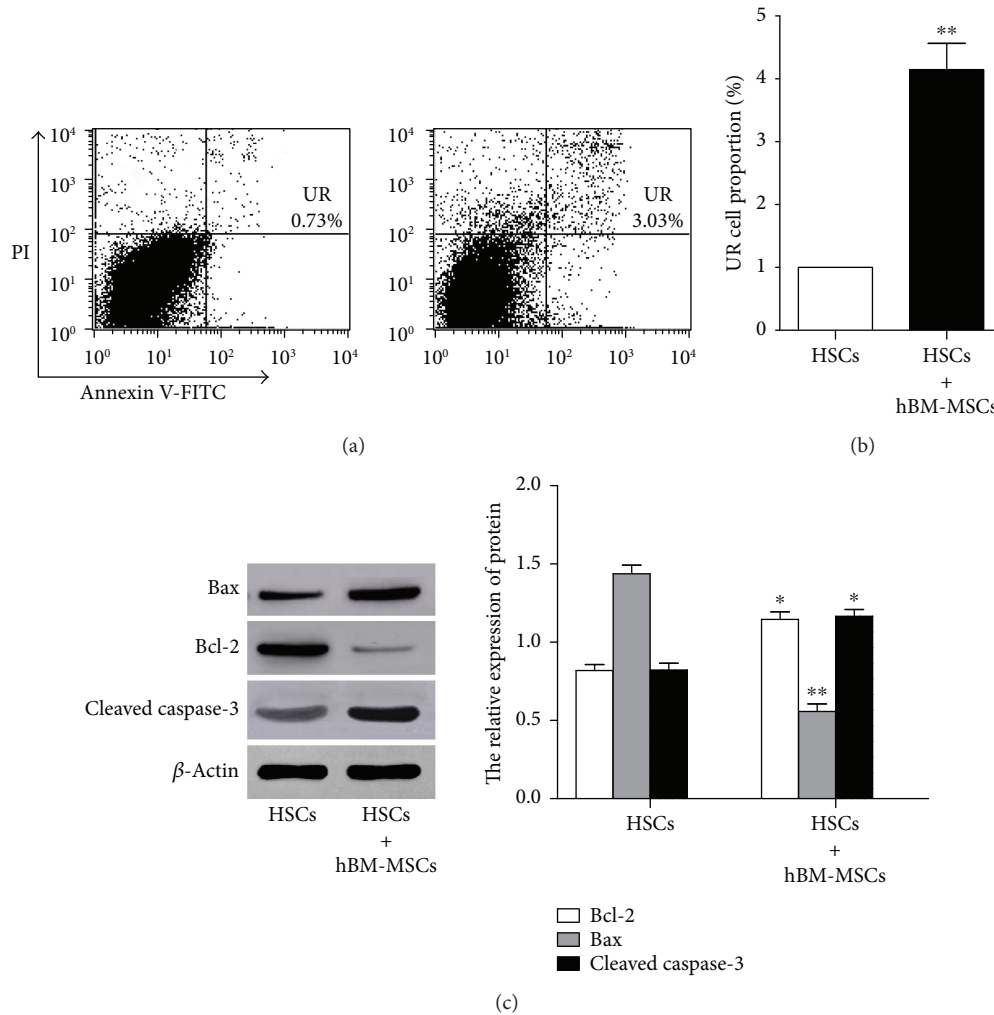 10⁴
10³
10²
10¹
10⁰
PI
UR
0.73%
10⁰ 10¹ 10² 10³ 10⁴
Annexin V-FITC
10⁴
10³
10²
10¹
10⁰
UR
3.03%
10⁰ 10¹ 10² 10³ 10⁴
(a)
UR cell proportion (%)
5
4
3
2
1
0
**
HSCs
HSCs
+
hBM-MSCs
(b)
Bax
Bcl-2
Cleaved caspase-3
β-Actin
HSCs
HSCs
+
hBM-MSCs
The relative expression of protein
2.0
1.5
1.0
0.5
0.0
*
**
*
HSCs
HSCs
+
hBM-MSCs
Bcl-2
Bax
Cleaved caspase-3
(c)